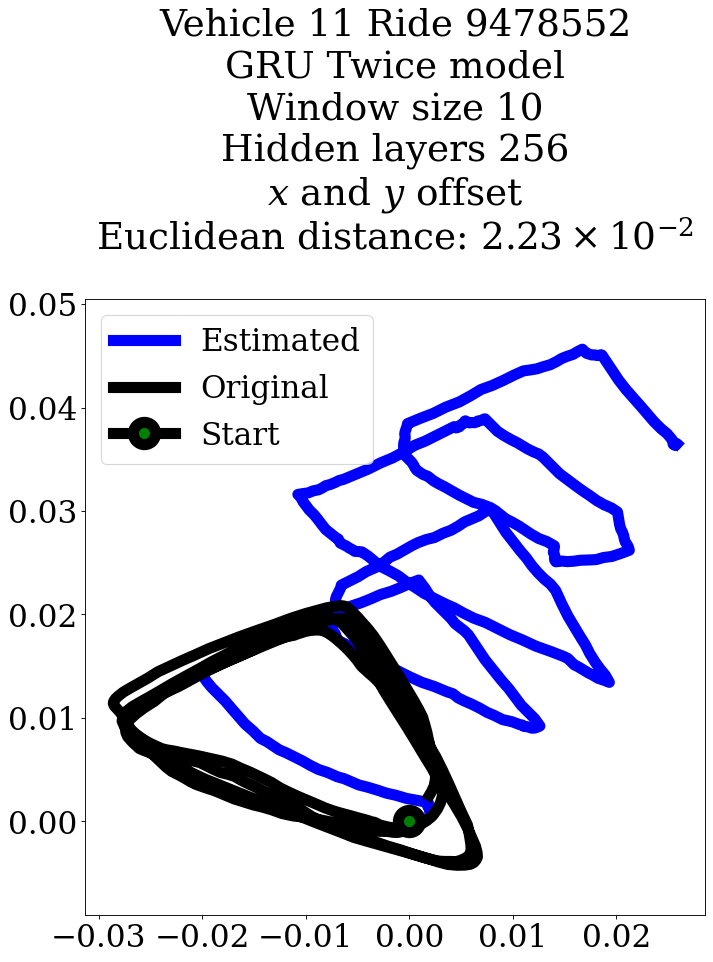 Vehicle 11 Ride 9478552
GRU Twice model
Window size 10
Hidden layers 256
x and y offset
Euclidean distance: 2.23 × 10⁻²
0.05
Estimated
Original
Start
0.04
0.03
0.02
0.01
0.00
−0.03 −0.02 −0.01 0.00 0.01 0.02